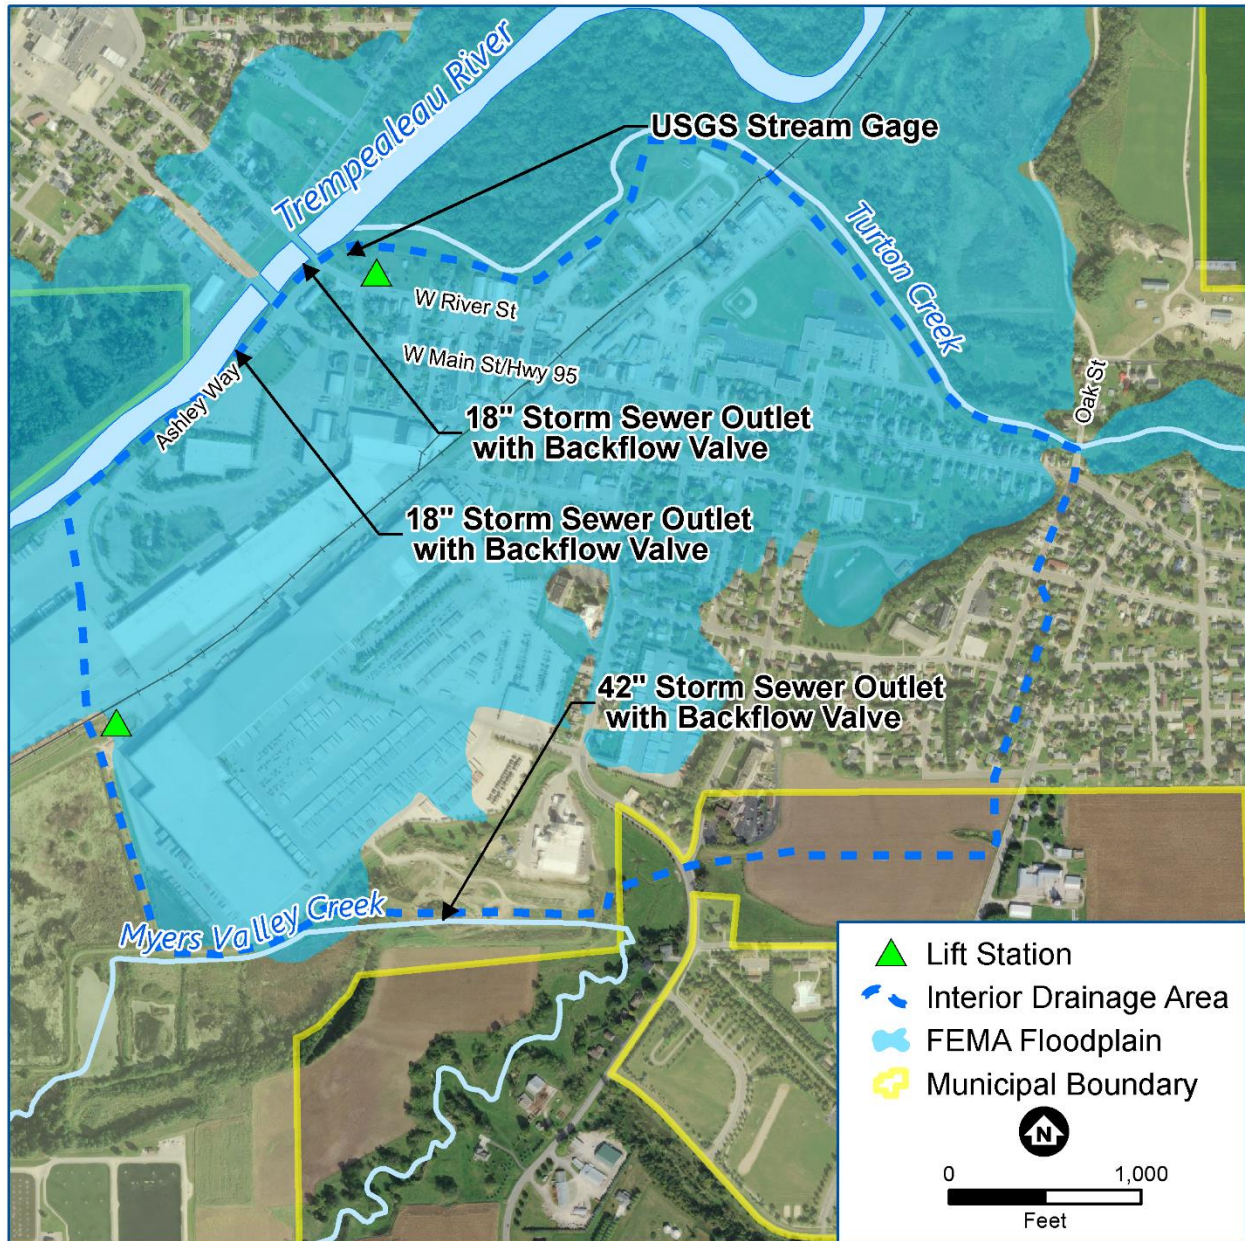 Trempealeau River
USGS Stream Gage
Turton Creek
W River St
W Main St/Hwy 95
Ashley Way
Oak St
18" Storm Sewer Outlet
with Backflow Valve
18" Storm Sewer Outlet
with Backflow Valve
42" Storm Sewer Outlet
with Backflow Valve
Myers Valley Creek
Lift Station
Interior Drainage Area
FEMA Floodplain
Municipal Boundary
N
0 1,000
Feet